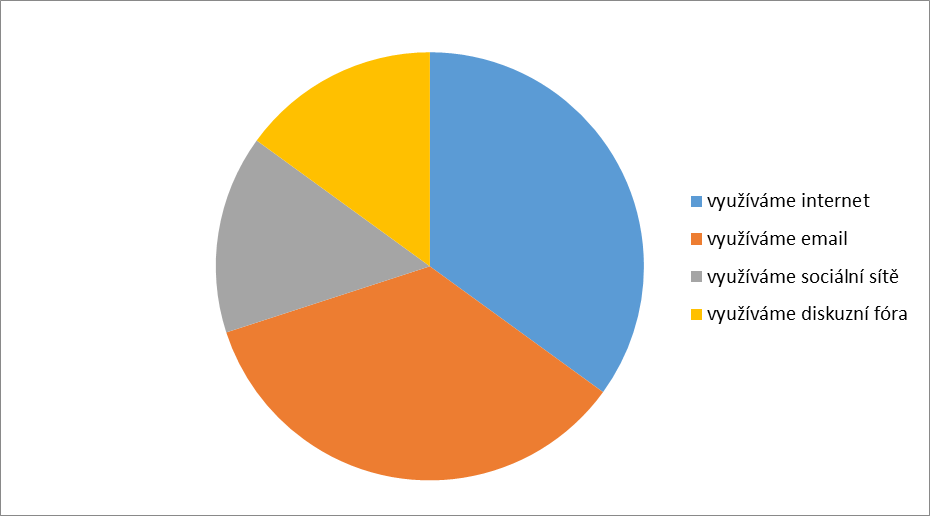 využíváme internet
využíváme email
využíváme sociální sítě
využíváme diskuzní fóra